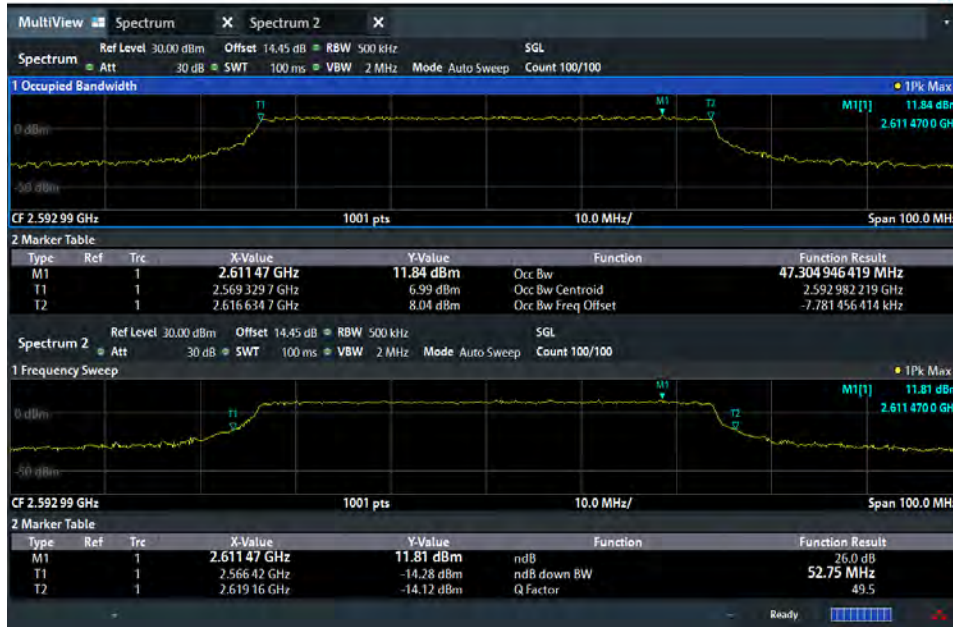 MultiView Spectrum X Spectrum 2 X
Ref Level 30.00 dBm Offset 14.45 dB RBW 500 kHz SGL
Spectrum Att 30 dB SWT 100 ms VBW 2 MHz Mode Auto Sweep Count 100/100
1 Occupied Bandwidth 1Pk Max
T1 M1 T2 M1[1] 11.84 dBm
0 dBm 2.611 470 0 GH
-50 dBm
CF 2.592 99 GHz 1001 pts 10.0 MHz/ Span 100.0 MH
2 Marker Table
Type Ref Trc X-Value Y-Value Function Function Result
M1 1 2.611 47 GHz 11.84 dBm Occ Bw 47.304 946 419 MHz
T1 1 2.569 329 7 GHz 6.99 dBm Occ Bw Centroid 2.592 982 219 GHz
T2 1 2.616 634 7 GHz 8.04 dBm Occ Bw Freq Offset -7.781 456 414 kHz
Ref Level 30.00 dBm Offset 14.45 dB RBW 500 kHz SGL
Spectrum 2 Att 30 dB SWT 100 ms VBW 2 MHz Mode Auto Sweep Count 100/100
1 Frequency Sweep 1Pk Max
M1 M1[1] 11.81 dBm
0 dBm T1 T2 2.611 470 0 GH
-50 dBm
CF 2.592 99 GHz 1001 pts 10.0 MHz/ Span 100.0 MH
2 Marker Table
Type Ref Trc X-Value Y-Value Function Function Result
M1 1 2.611 47 GHz 11.81 dBm ndB 26.0 dB
T1 1 2.566 42 GHz -14.28 dBm ndB down BW 52.75 MHz
T2 1 2.619 16 GHz -14.12 dBm Q Factor 49.5
Ready